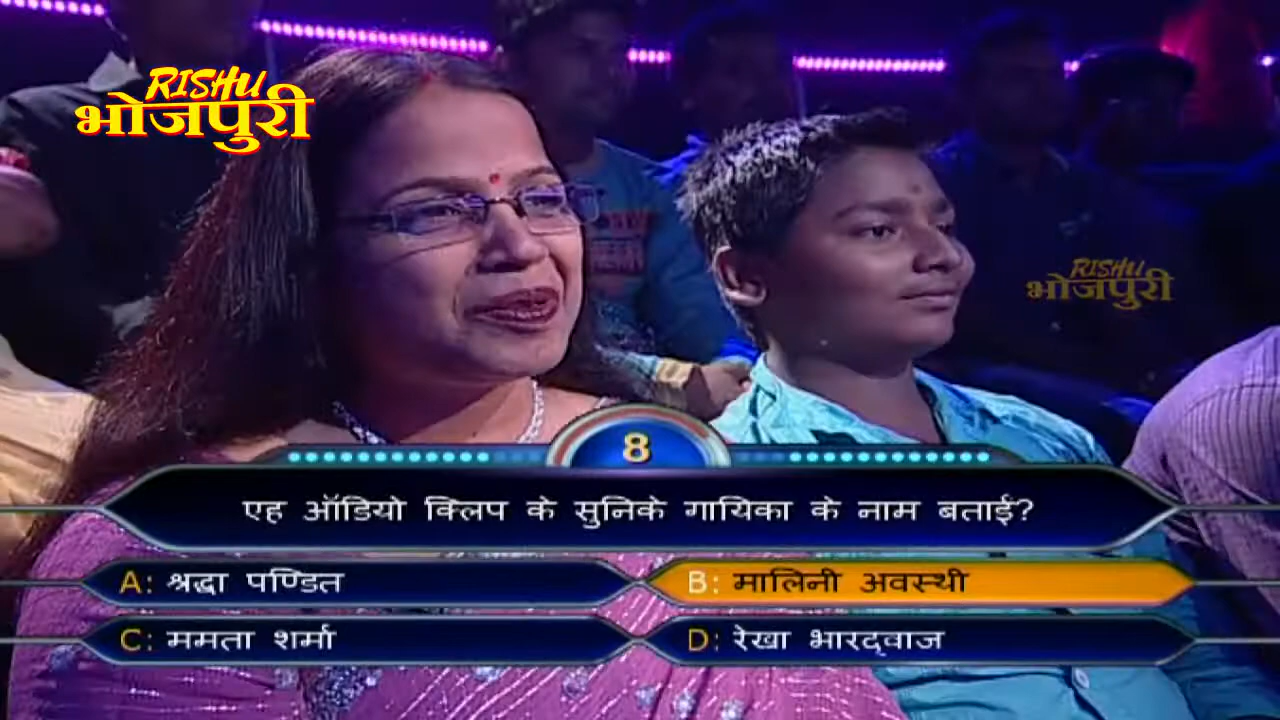 RISHU
भोजपुरी
RISHU
भोजपुरी
8
एह ऑडियो क्लिप के सुनिके गायिका के नाम बताई?
A: श्रद्धा पण्डित
B: मालिनी अवस्थी
C: ममता शर्मा
D: रेखा भारद्वाज